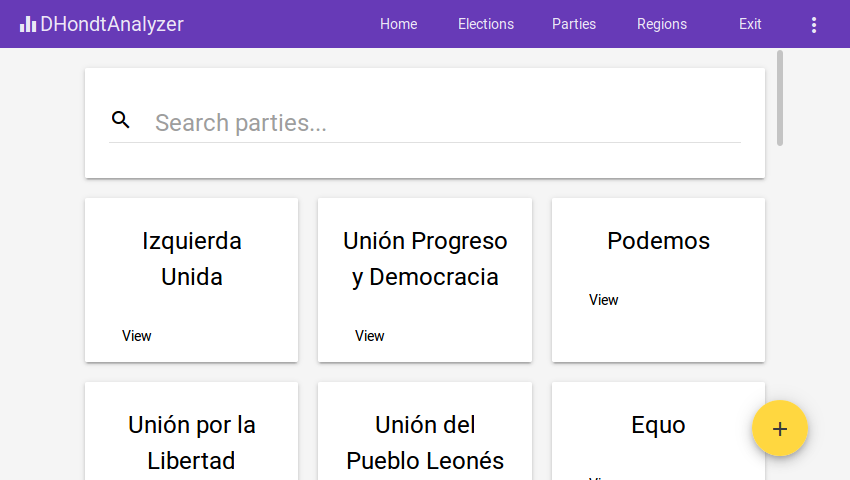 DHondtAnalyzer Home Elections Parties Regions Exit
Search parties...
Izquierda
Unida
View
Unión Progreso
y Democracia
View
Podemos
View
Unión por la
Libertad
Unión del
Pueblo Leonés
Equo